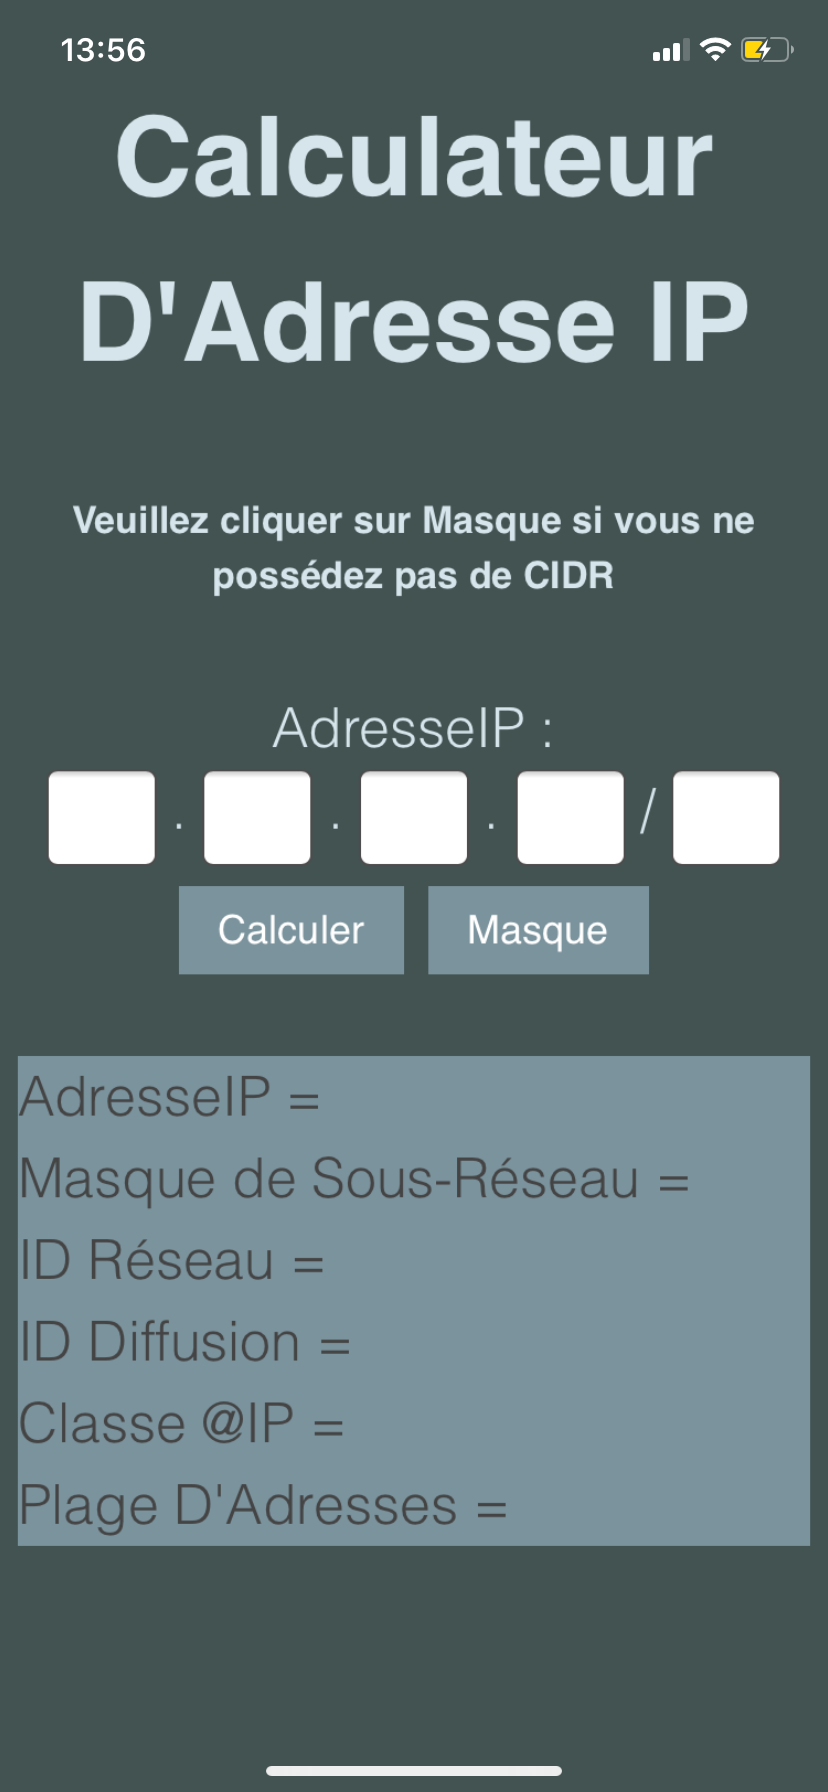 13:56
Calculateur
D'Adresse IP
Veuillez cliquer sur Masque si vous ne
possédez pas de CIDR
AdresseIP :
. . . /
Calculer Masque
AdresseIP =
Masque de Sous-Réseau =
ID Réseau =
ID Diffusion =
Classe @IP =
Plage D'Adresses =